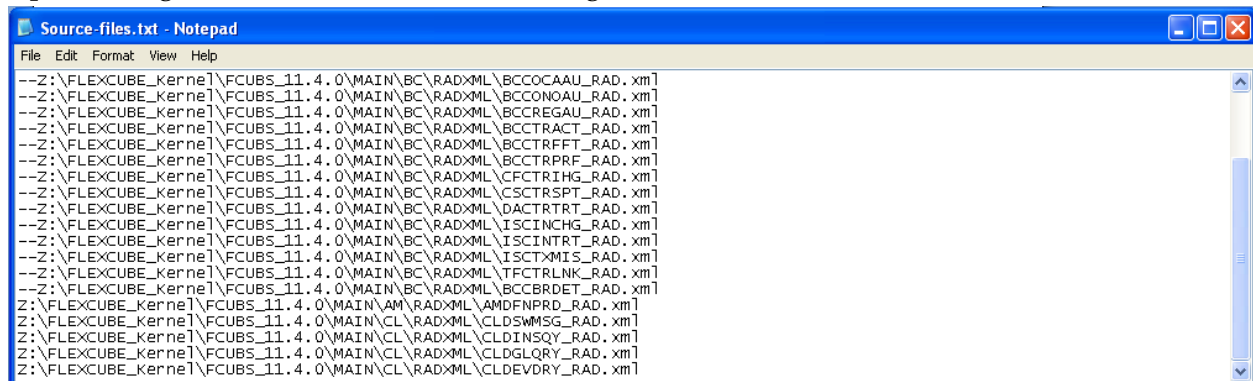 Source-files.txt - Notepad
File Edit Format View Help
--Z:\FLEXCUBE_Kernel\FCUBS_11.4.0\MAIN\BC\RADXML\BCCOCAAU_RAD.xml
--Z:\FLEXCUBE_Kernel\FCUBS_11.4.0\MAIN\BC\RADXML\BCCONOAU_RAD.xml
--Z:\FLEXCUBE_Kernel\FCUBS_11.4.0\MAIN\BC\RADXML\BCCREGAU_RAD.xml
--Z:\FLEXCUBE_Kernel\FCUBS_11.4.0\MAIN\BC\RADXML\BCCTRACT_RAD.xml
--Z:\FLEXCUBE_Kernel\FCUBS_11.4.0\MAIN\BC\RADXML\BCCTRFFT_RAD.xml
--Z:\FLEXCUBE_Kernel\FCUBS_11.4.0\MAIN\BC\RADXML\BCCTRPRF_RAD.xml
--Z:\FLEXCUBE_Kernel\FCUBS_11.4.0\MAIN\BC\RADXML\CFCTRIHG_RAD.xml
--Z:\FLEXCUBE_Kernel\FCUBS_11.4.0\MAIN\BC\RADXML\CSCTRSPT_RAD.xml
--Z:\FLEXCUBE_Kernel\FCUBS_11.4.0\MAIN\BC\RADXML\DACTRTRT_RAD.xml
--Z:\FLEXCUBE_Kernel\FCUBS_11.4.0\MAIN\BC\RADXML\ISCINCHG_RAD.xml
--Z:\FLEXCUBE_Kernel\FCUBS_11.4.0\MAIN\BC\RADXML\ISCINTRT_RAD.xml
--Z:\FLEXCUBE_Kernel\FCUBS_11.4.0\MAIN\BC\RADXML\ISCTXMIS_RAD.xml
--Z:\FLEXCUBE_Kernel\FCUBS_11.4.0\MAIN\BC\RADXML\TFCTRLNK_RAD.xml
--Z:\FLEXCUBE_Kernel\FCUBS_11.4.0\MAIN\BC\RADXML\BCCBRDET_RAD.xml
Z:\FLEXCUBE_Kernel\FCUBS_11.4.0\MAIN\AM\RADXML\AMDFNPRD_RAD.xml
Z:\FLEXCUBE_Kernel\FCUBS_11.4.0\MAIN\CL\RADXML\CLDSWMSG_RAD.xml
Z:\FLEXCUBE_Kernel\FCUBS_11.4.0\MAIN\CL\RADXML\CLDINSQY_RAD.xml
Z:\FLEXCUBE_Kernel\FCUBS_11.4.0\MAIN\CL\RADXML\CLDGLQRY_RAD.xml
Z:\FLEXCUBE_Kernel\FCUBS_11.4.0\MAIN\CL\RADXML\CLDEVDRY_RAD.xml